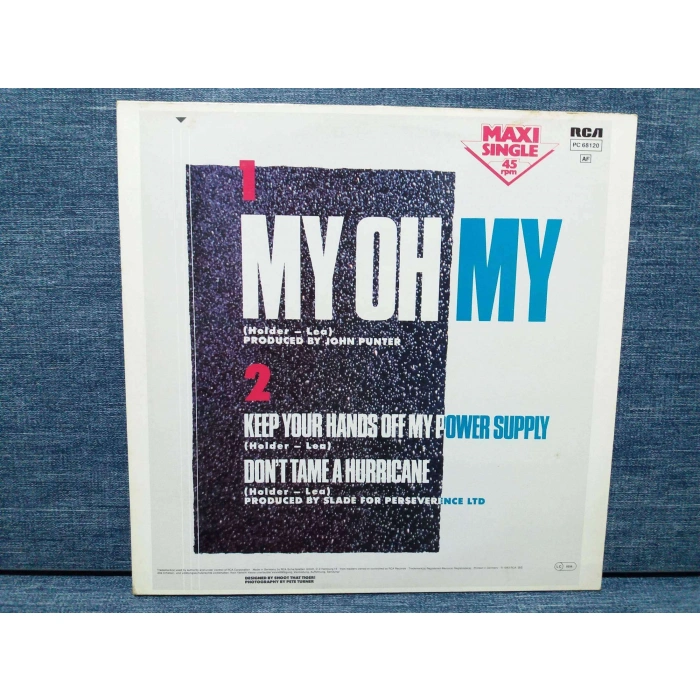 MAXI
SINGLE
45
rpm
RCA
PC 68120
AF
1
MY OH MY
(Holder – Lea)
PRODUCED BY JOHN PUNTER
2
KEEP YOUR HANDS OFF MY POWER SUPPLY
(Holder – Lea)
DON'T TAME A HURRICANE
(Holder – Lea)
PRODUCED BY SLADE FOR PERSEVERENCE LTD
DESIGNED BY SHOOT THAT TIGER!
PHOTOGRAPHY BY PETE TURNER